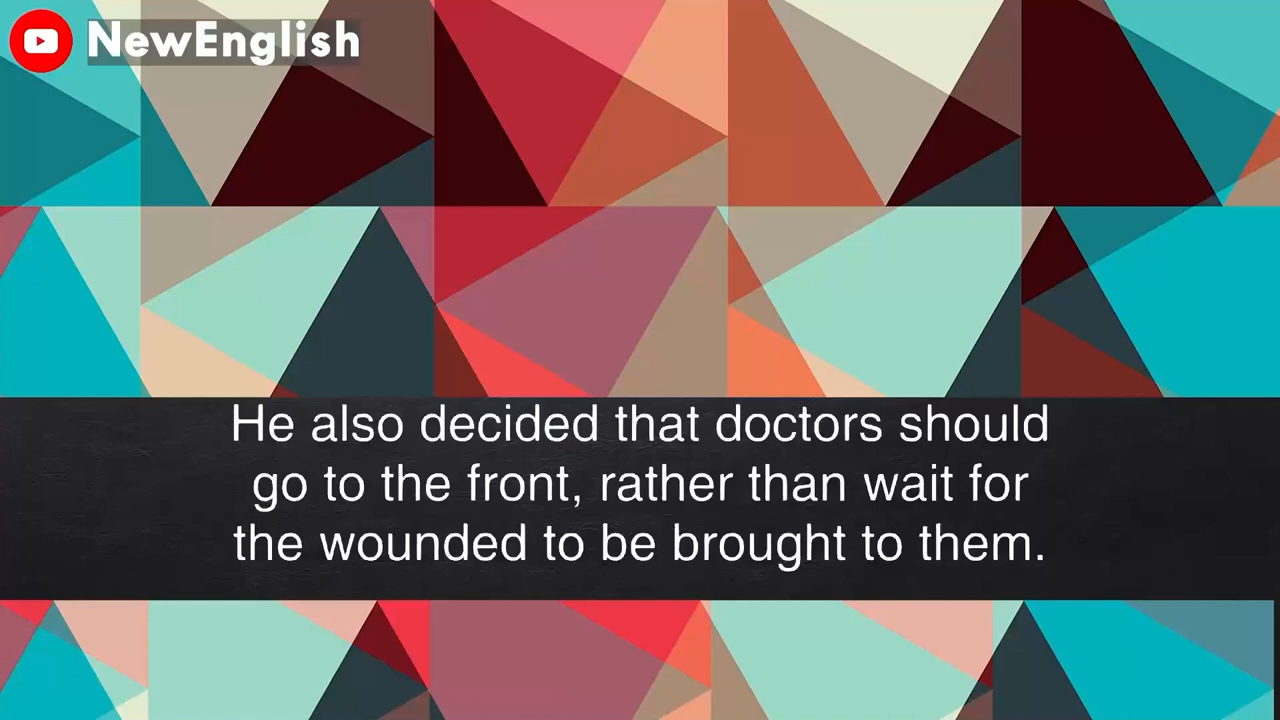 NewEnglish
He also decided that doctors should
go to the front, rather than wait for
the wounded to be brought to them.